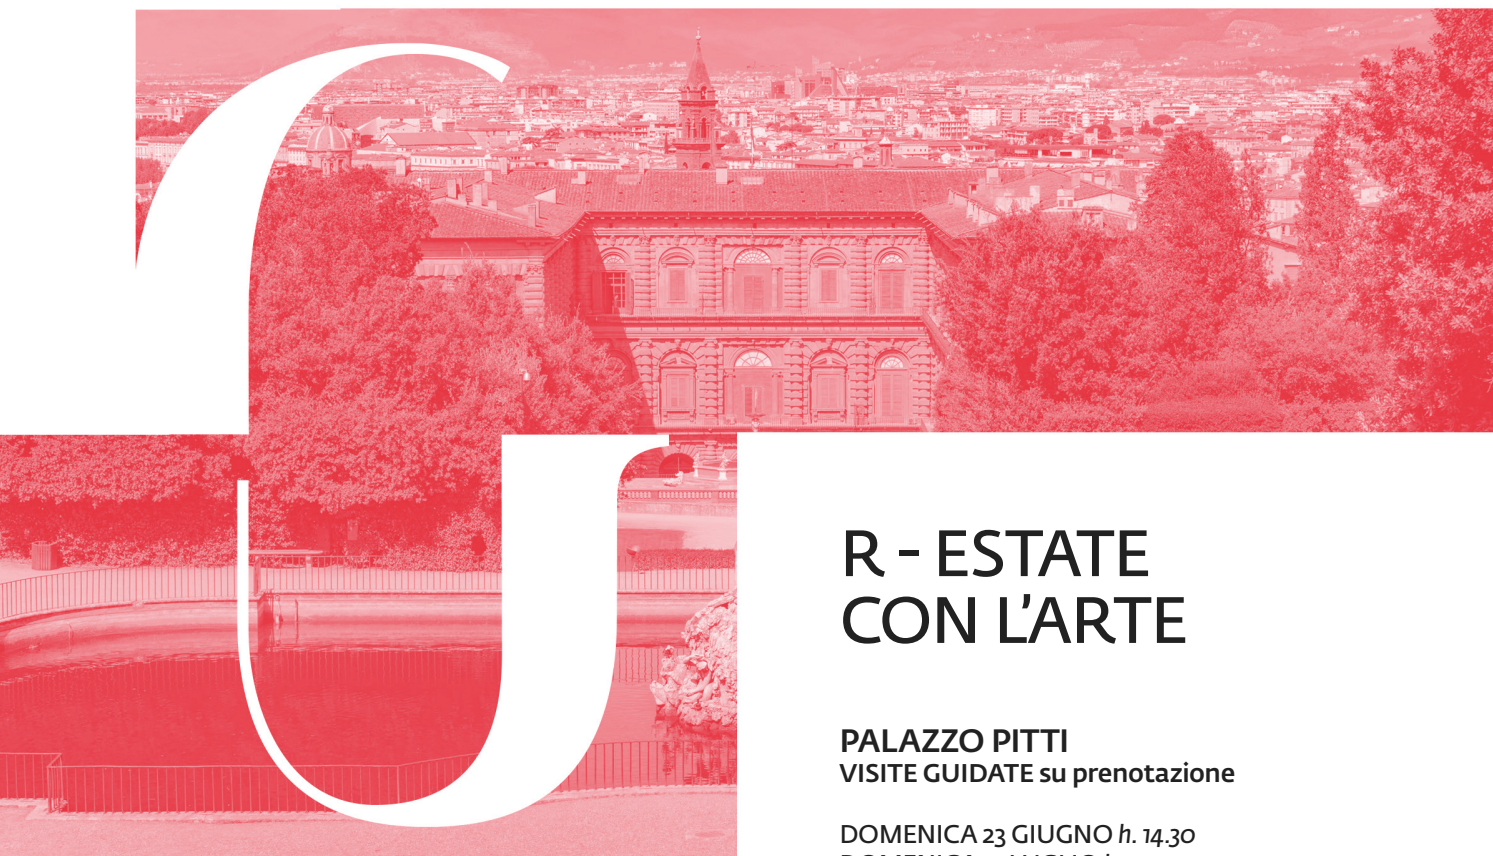 R - ESTATE
CON L'ARTE
PALAZZO PITTI
VISITE GUIDATE su prenotazione
DOMENICA 23 GIUGNO h. 14.30